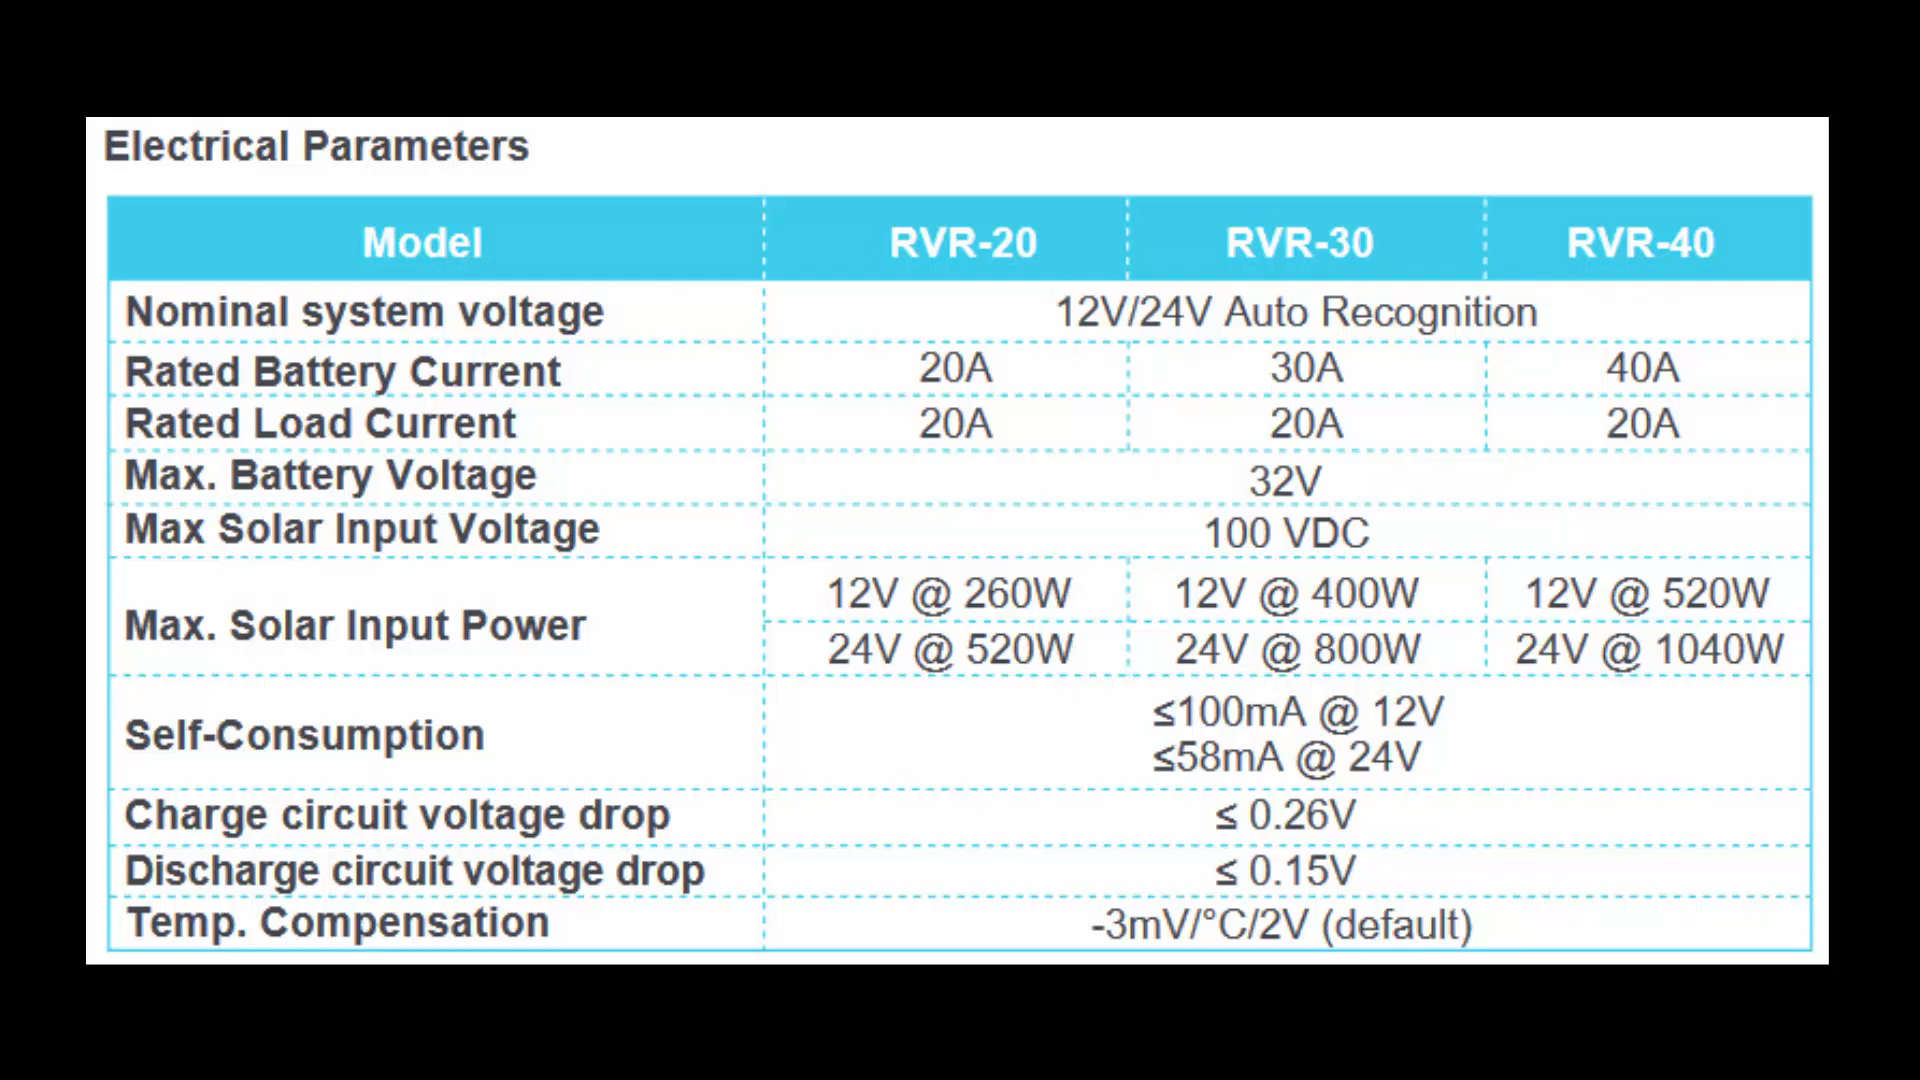 Electrical Parameters
Model RVR-20 RVR-30 RVR-40
Nominal system voltage 12V/24V Auto Recognition
Rated Battery Current 20A 30A 40A
Rated Load Current 20A 20A 20A
Max. Battery Voltage 32V
Max Solar Input Voltage 100 VDC
Max. Solar Input Power 12V @ 260W 12V @ 400W 12V @ 520W
24V @ 520W 24V @ 800W 24V @ 1040W
Self-Consumption ≤100mA @ 12V
≤58mA @ 24V
Charge circuit voltage drop ≤ 0.26V
Discharge circuit voltage drop ≤ 0.15V
Temp. Compensation -3mV/°C/2V (default)